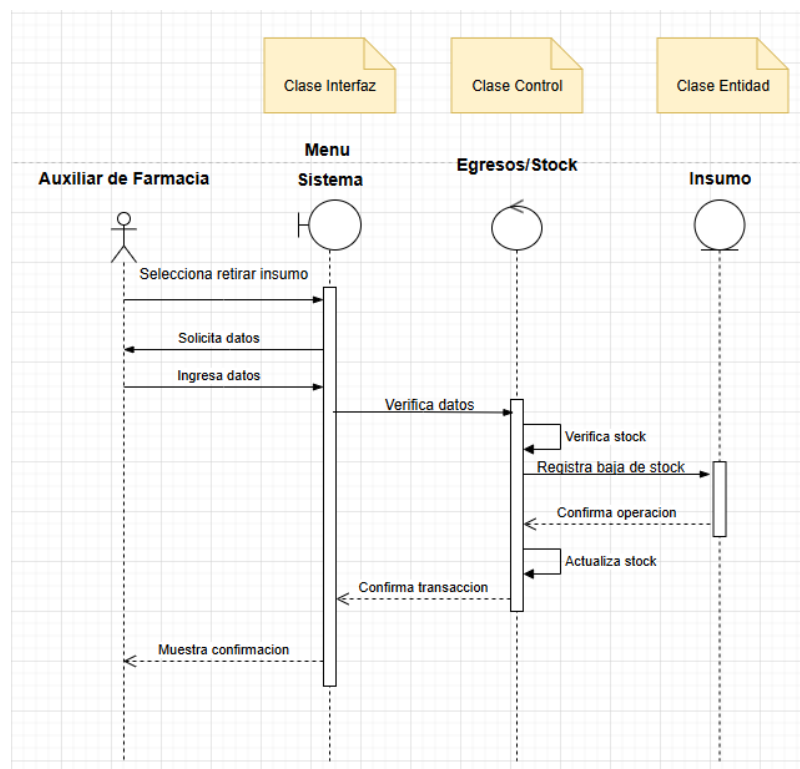 Clase Interfaz
Clase Control
Clase Entidad
Auxiliar de Farmacia
Menu
Sistema
Egresos/Stock
Insumo
Selecciona retirar insumo
Solicita datos
Ingresa datos
Verifica datos
Verifica stock
Registra baja de stock
Confirma operacion
Actualiza stock
Confirma transaccion
Muestra confirmacion